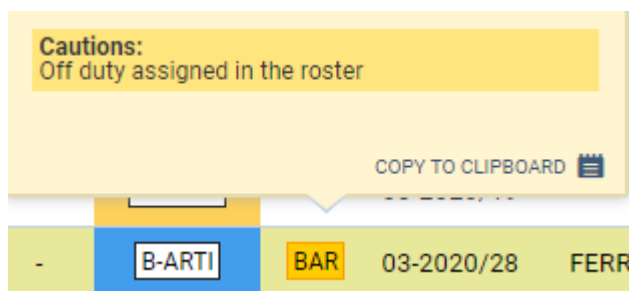 Cautions:
Off duty assigned in the roster
COPY TO CLIPBOARD
- B-ARTI BAR 03-2020/28 FERR